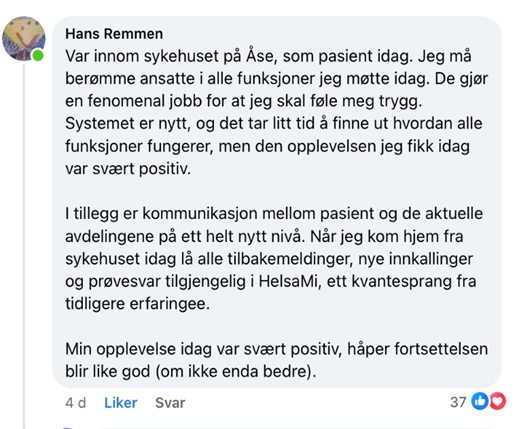 Hans Remmen
Var innom sykehuset på Åse, som pasient idag. Jeg må
berømme ansatte i alle funksjoner jeg møtte idag. De gjør
en fenomenal jobb for at jeg skal føle meg trygg.
Systemet er nytt, og det tar litt tid å finne ut hvordan alle
funksjoner fungerer, men den opplevelsen jeg fikk idag
var svært positiv.
I tillegg er kommunikasjon mellom pasient og de aktuelle
avdelingene på ett helt nytt nivå. Når jeg kom hjem fra
sykehuset idag lå alle tilbakemeldinger, nye innkallinger
og prøvesvar tilgjengelig i HelsaMi, ett kvantesprang fra
tidligere erfaringee.
Min opplevelse idag var svært positiv, håper fortsettelsen
blir like god (om ikke enda bedre).
4 d Liker Svar 37